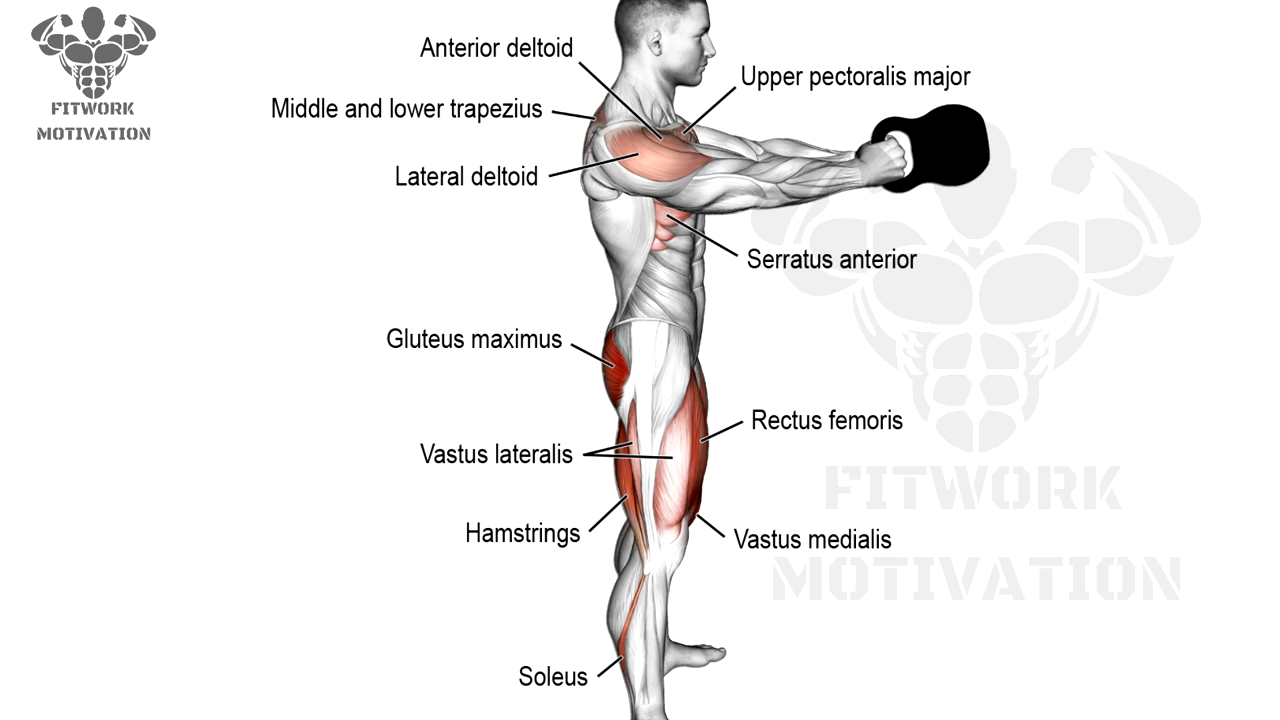 FITWORK
MOTIVATION
Anterior deltoid
Upper pectoralis major
Middle and lower trapezius
Lateral deltoid
Serratus anterior
Gluteus maximus
Rectus femoris
Vastus lateralis
Hamstrings
Vastus medialis
Soleus
FITWORK
MOTIVATION